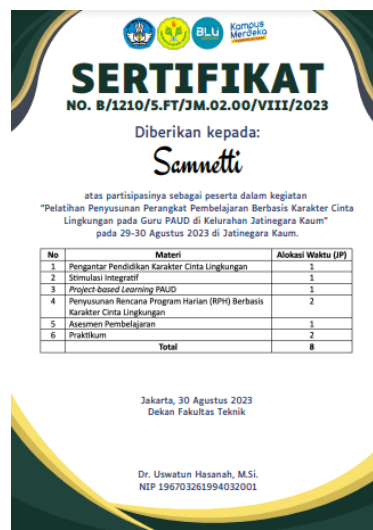 BLU
Kampus
Merdeka
SERTIFIKAT
NO. B/1210/5.FT/JM.02.00/VIII/2023
Diberikan kepada:
Samnetti
atas partisipasinya sebagai peserta dalam kegiatan
"Pelatihan Penyusunan Perangkat Pembelajaran Berbasis Karakter Cinta
Lingkungan pada Guru PAUD di Kelurahan Jatinegara Kaum"
pada 29-30 Agustus 2023 di Jatinegara Kaum.
No Materi Alokasi Waktu (JP)
1 Pengantar Pendidikan Karakter Cinta Lingkungan 1
2 Stimulasi Integratif 1
3 Project-based Learning PAUD 1
4 Penyusunan Rencana Program Harian (RPH) Berbasis 2
Karakter Cinta Lingkungan
5 Asesmen Pembelajaran 1
6 Praktikum 2
Total 8
Jakarta, 30 Agustus 2023
Dekan Fakultas Teknik
Dr. Uswatun Hasanah, M.Si.
NIP 196703261994032001